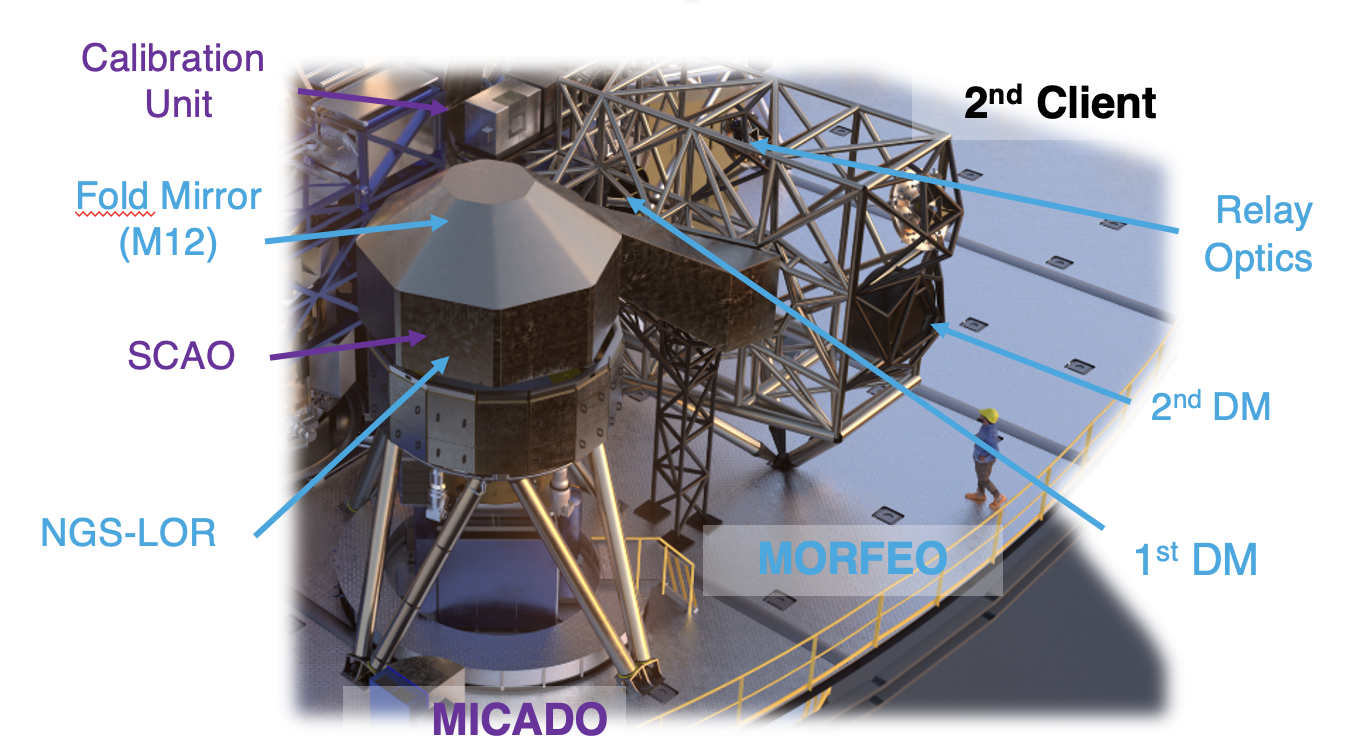 Calibration
Unit
2nd Client
Fold Mirror
(M12)
Relay
Optics
SCAO
2nd DM
NGS-LOR
MORFEO
1st DM
MICADO